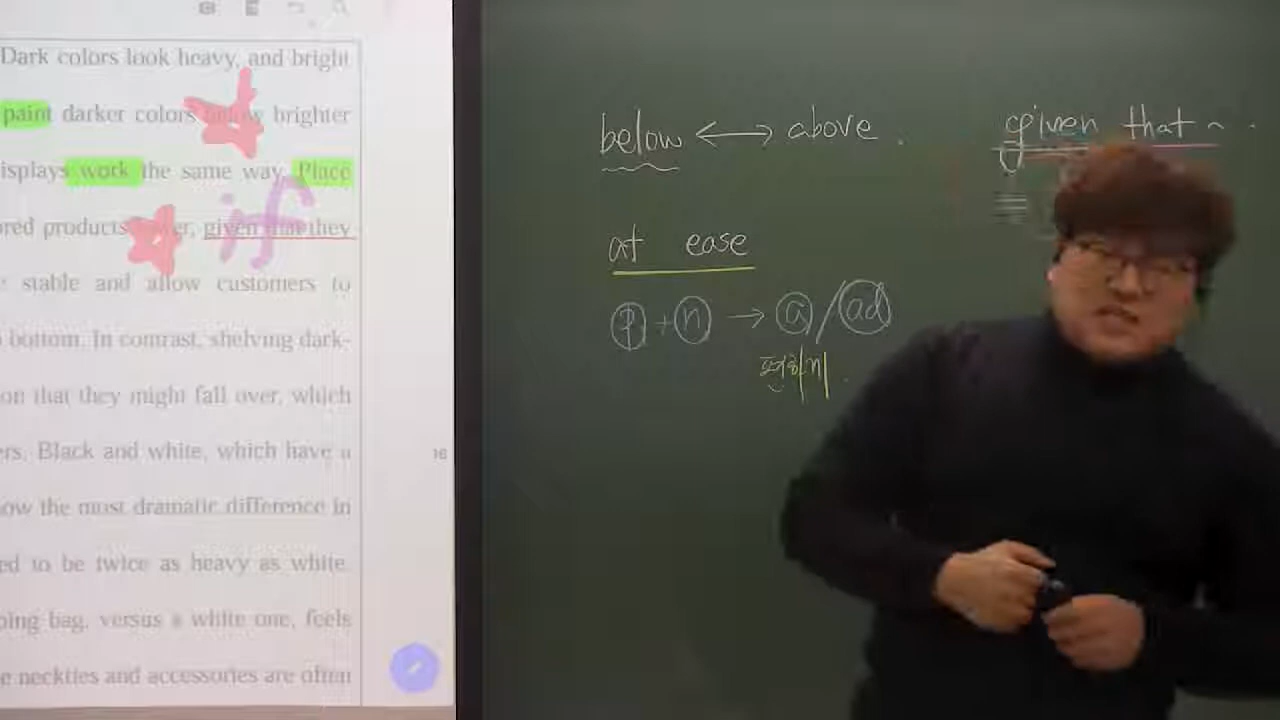 Dark colors look heavy, and bright
paint darker colors below brighter
isplays work the same way. Place
ored products lower, given that they
if
stable and allow customers to
bottom. In contrast, shelving dark-
on that they might fall over, which
ers. Black and white, which have a
ow the most dramatic difference in
ed to be twice as heavy as white.
ping bag, versus a white one, feels
e neckties and accessories are often
16
below ⟷ above .
given that ~ .
at ease
p + n → a / ad